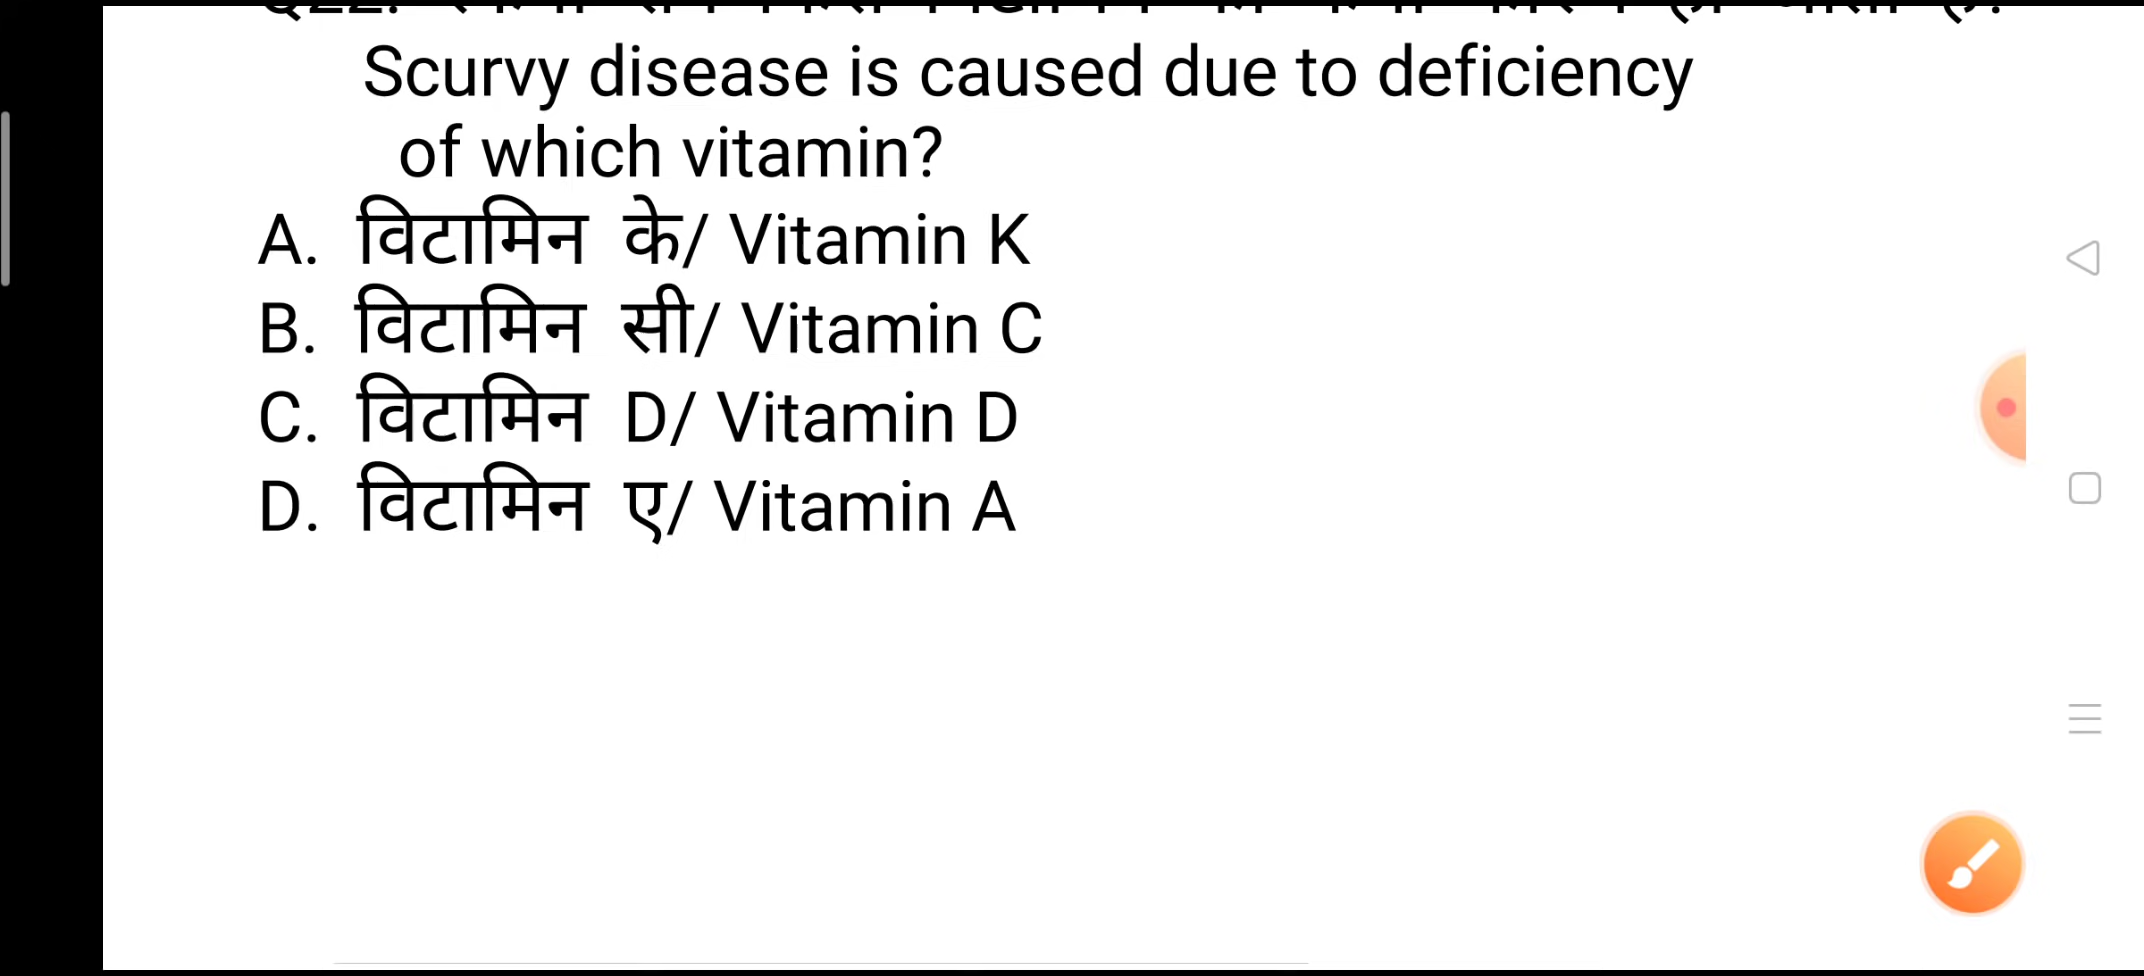 Scurvy disease is caused due to deficiency
of which vitamin?
A. विटामिन के/ Vitamin K
B. विटामिन सी/ Vitamin C
C. विटामिन D/ Vitamin D
D. विटामिन ए/ Vitamin A